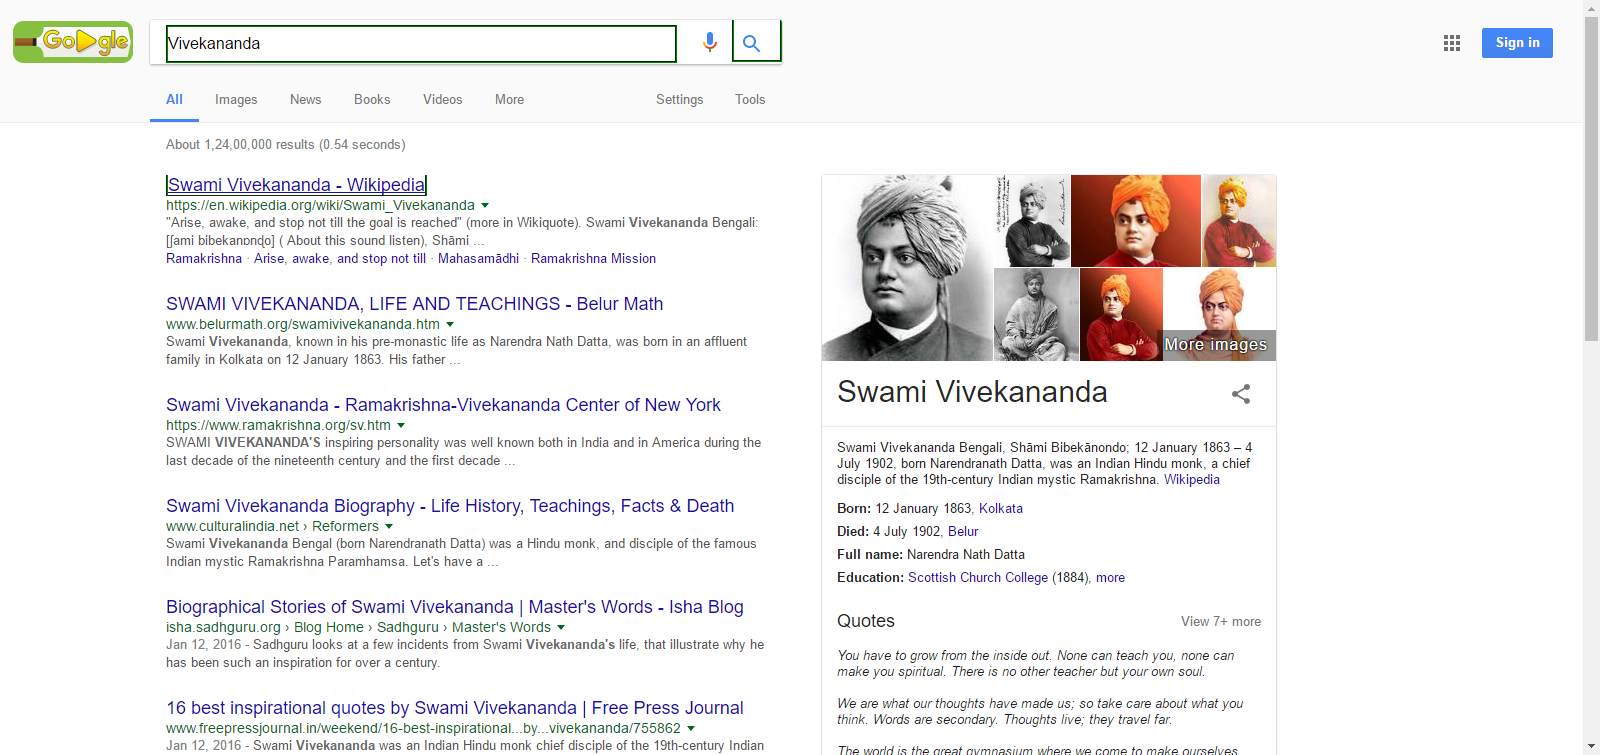 Google
Vivekananda
Sign in
All Images News Books Videos More Settings Tools
About 1,24,00,000 results (0.54 seconds)
Swami Vivekananda - Wikipedia
https://en.wikipedia.org/wiki/Swami_Vivekananda
"Arise, awake, and stop not till the goal is reached" (more in Wikiquote). Swami Vivekananda Bengali:
[ʃami bibekanɒnɖo] ( About this sound listen), Shāmi ...
Ramakrishna · Arise, awake, and stop not till · Mahasamādhi · Ramakrishna Mission
SWAMI VIVEKANANDA, LIFE AND TEACHINGS - Belur Math
www.belurmath.org/swamivivekananda.htm
Swami Vivekananda, known in his pre-monastic life as Narendra Nath Datta, was born in an affluent
family in Kolkata on 12 January 1863. His father ...
Swami Vivekananda - Ramakrishna-Vivekananda Center of New York
https://www.ramakrishna.org/sv.htm
SWAMI VIVEKANANDA'S inspiring personality was well known both in India and in America during the
last decade of the nineteenth century and the first decade ...
Swami Vivekananda Biography - Life History, Teachings, Facts & Death
www.culturalindia.net › Reformers
Swami Vivekananda Bengal (born Narendranath Datta) was a Hindu monk, and disciple of the famous
Indian mystic Ramakrishna Paramhamsa. Let's have a ...
Biographical Stories of Swami Vivekananda | Master's Words - Isha Blog
isha.sadhguru.org › Blog Home › Sadhguru › Master's Words
Jan 12, 2016 - Sadhguru looks at a few incidents from Swami Vivekananda's life, that illustrate why he
has been such an inspiration for over a century.
16 best inspirational quotes by Swami Vivekananda | Free Press Journal
www.freepressjournal.in/weekend/16-best-inspirational...by...vivekananda/755862
Jan 12, 2016 - Swami Vivekananda was an Indian Hindu monk chief disciple of the 19th-century Indian
More images
Swami Vivekananda
Swami Vivekananda Bengali, Shāmi Bibekānondo; 12 January 1863 – 4
July 1902, born Narendranath Datta, was an Indian Hindu monk, a chief
disciple of the 19th-century Indian mystic Ramakrishna. Wikipedia
Born: 12 January 1863, Kolkata
Died: 4 July 1902, Belur
Full name: Narendra Nath Datta
Education: Scottish Church College (1884), more
Quotes
View 7+ more
You have to grow from the inside out. None can teach you, none can
make you spiritual. There is no other teacher but your own soul.
We are what our thoughts have made us; so take care about what you
think. Words are secondary. Thoughts live; they travel far.
The world is the great gymnasium where we come to make ourselves